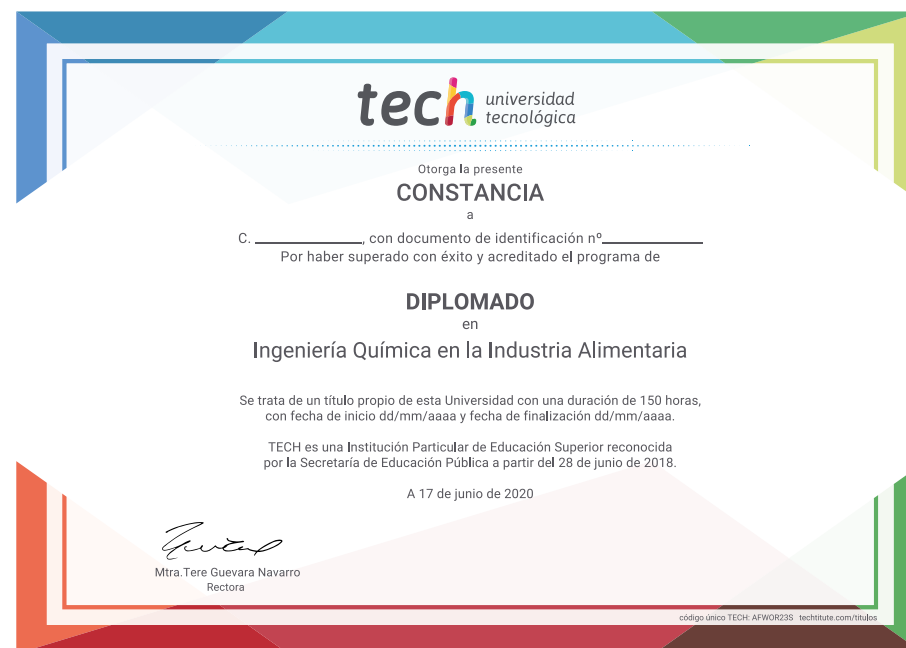 tech universidad
tecnológica
Otorga la presente
CONSTANCIA
a
C. ____________, con documento de identificación nº____________
Por haber superado con éxito y acreditado el programa de
DIPLOMADO
en
Ingeniería Química en la Industria Alimentaria
Se trata de un título propio de esta Universidad con una duración de 150 horas,
con fecha de inicio dd/mm/aaaa y fecha de finalización dd/mm/aaaa.
TECH es una Institución Particular de Educación Superior reconocida
por la Secretaría de Educación Pública a partir del 28 de junio de 2018.
A 17 de junio de 2020
Mtra.Tere Guevara Navarro
Rectora
código único TECH: AFWOR23S techtitute.com/titulos